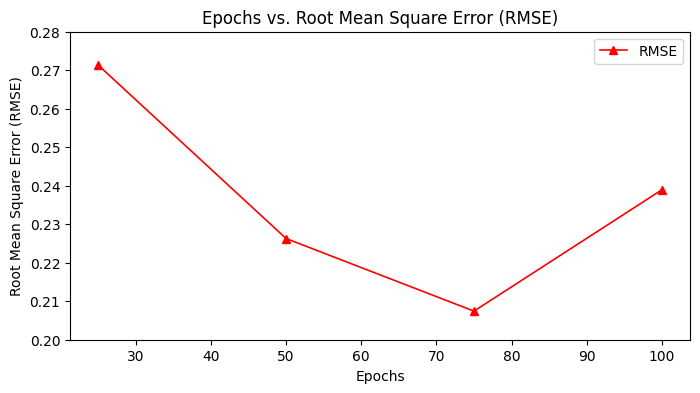 Epochs vs. Root Mean Square Error (RMSE)
RMSE
Root Mean Square Error (RMSE)
0.28
0.27
0.26
0.25
0.24
0.23
0.22
0.21
0.20
30 40 50 60 70 80 90 100
Epochs